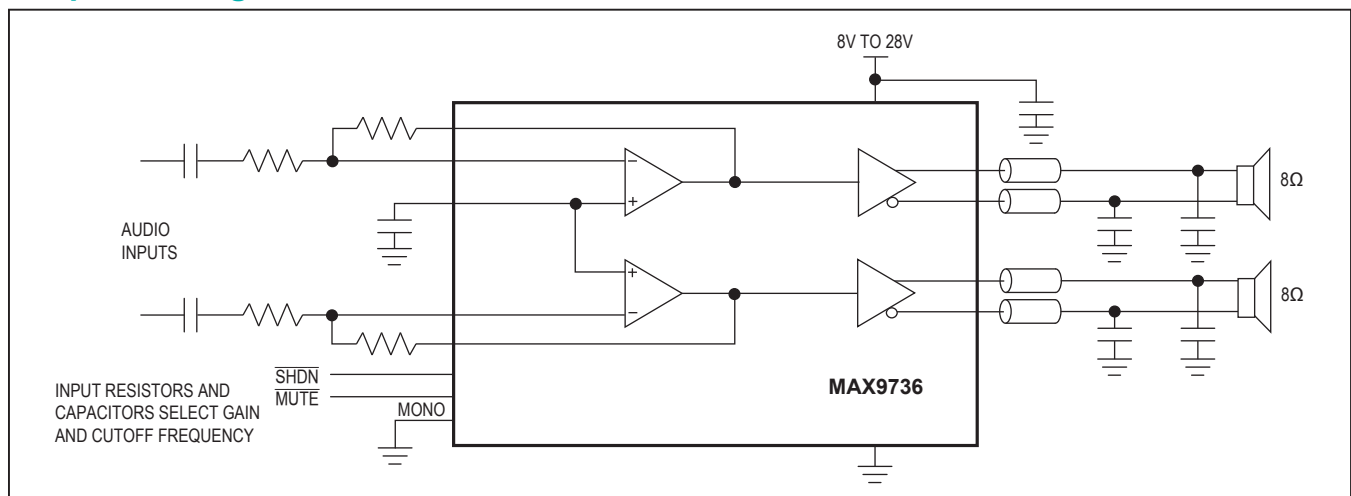 8V TO 28V
8Ω
AUDIO
INPUTS
8Ω
SHDN
MUTE
MONO
MAX9736
INPUT RESISTORS AND
CAPACITORS SELECT GAIN
AND CUTOFF FREQUENCY